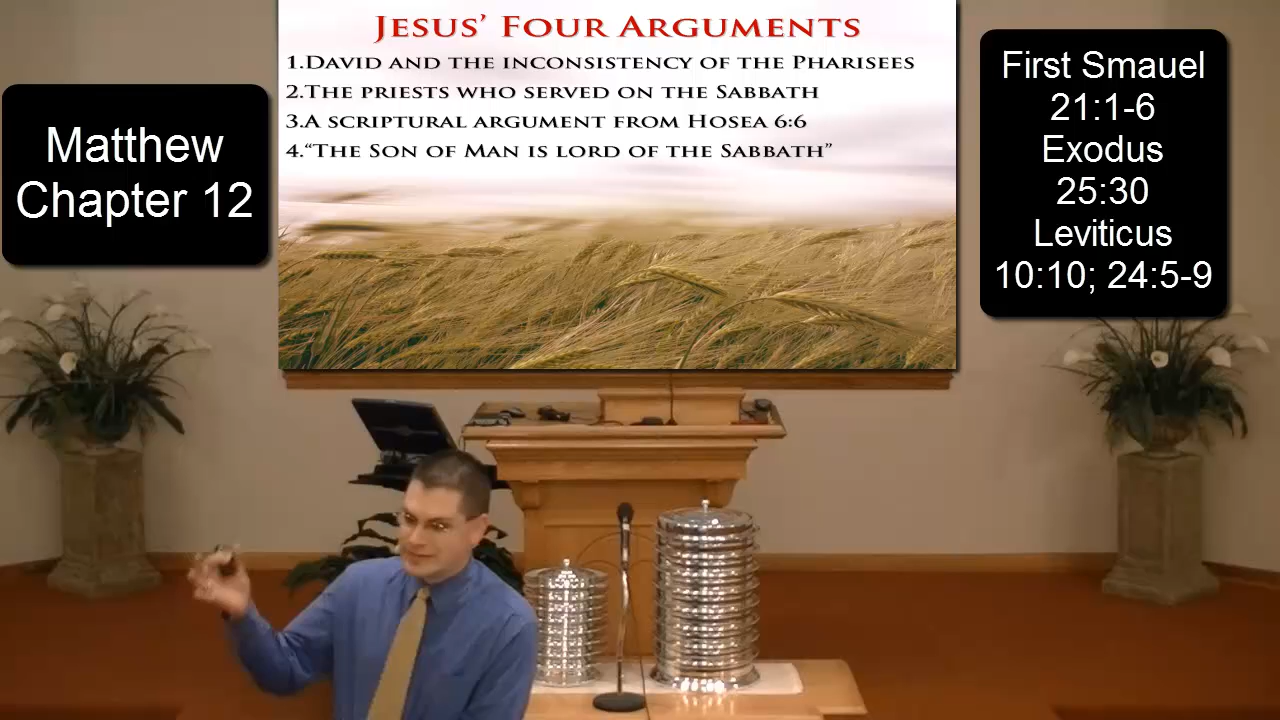 Matthew
Chapter 12
JESUS' FOUR ARGUMENTS
1.DAVID AND THE INCONSISTENCY OF THE PHARISEES
2.THE PRIESTS WHO SERVED ON THE SABBATH
3.A SCRIPTURAL ARGUMENT FROM HOSEA 6:6
4.“THE SON OF MAN IS LORD OF THE SABBATH”
First Smauel
21:1-6
Exodus
25:30
Leviticus
10:10; 24:5-9